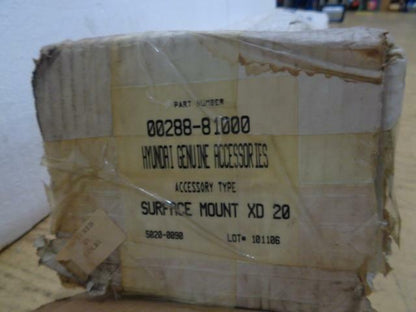 PART NUMBER
00288-81000
HYUNDAI GENUINE ACCESSORIES
ACCESSORY TYPE
SURFACE MOUNT XD 20
5020-0090 LOT# 101106